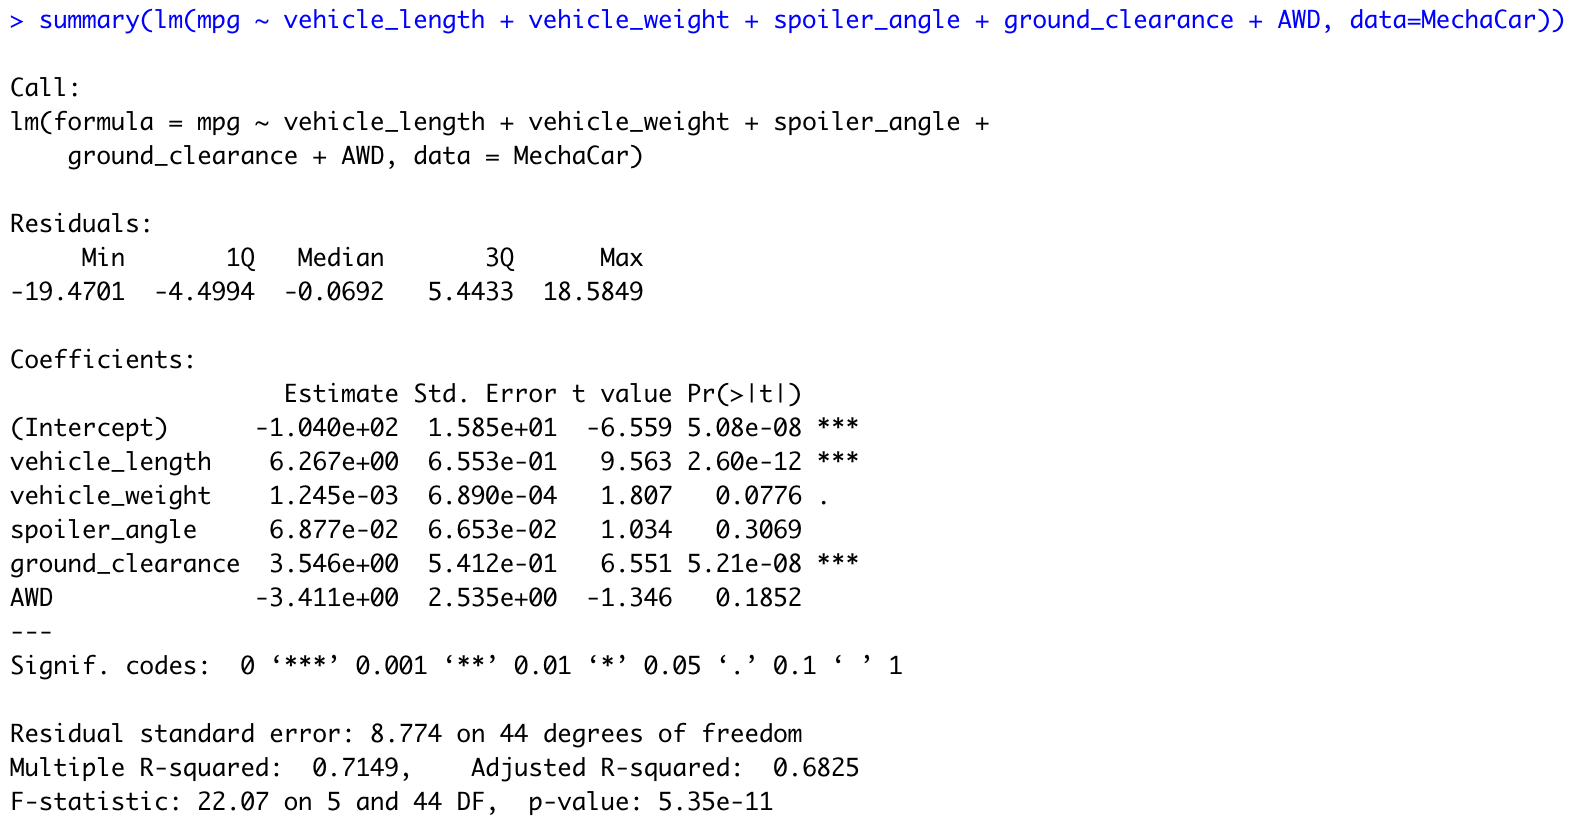 > summary(lm(mpg ~ vehicle_length + vehicle_weight + spoiler_angle + ground_clearance + AWD, data=MechaCar))

Call:
lm(formula = mpg ~ vehicle_length + vehicle_weight + spoiler_angle +
    ground_clearance + AWD, data = MechaCar)

Residuals:
     Min       1Q   Median       3Q      Max
-19.4701  -4.4994  -0.0692   5.4433  18.5849

Coefficients:
                   Estimate Std. Error t value Pr(>|t|)
(Intercept)      -1.040e+02  1.585e+01  -6.559 5.08e-08 ***
vehicle_length    6.267e+00  6.553e-01   9.563 2.60e-12 ***
vehicle_weight    1.245e-03  6.890e-04   1.807   0.0776 .
spoiler_angle     6.877e-02  6.653e-02   1.034   0.3069
ground_clearance  3.546e+00  5.412e-01   6.551 5.21e-08 ***
AWD              -3.411e+00  2.535e+00  -1.346   0.1852
---
Signif. codes:  0 ‘***’ 0.001 ‘**’ 0.01 ‘*’ 0.05 ‘.’ 0.1 ‘ ’ 1

Residual standard error: 8.774 on 44 degrees of freedom
Multiple R-squared:  0.7149,    Adjusted R-squared:  0.6825
F-statistic: 22.07 on 5 and 44 DF,  p-value: 5.35e-11